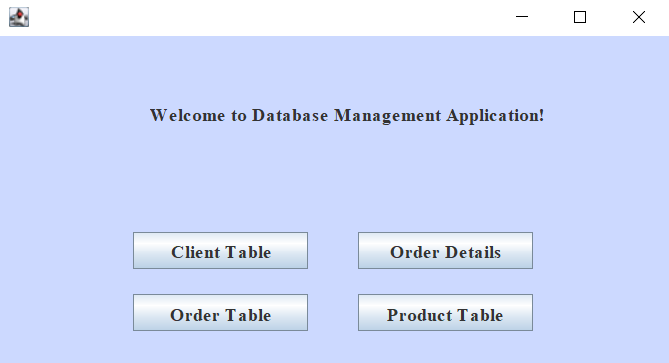 Welcome to Database Management Application!
Client Table
Order Details
Order Table
Product Table